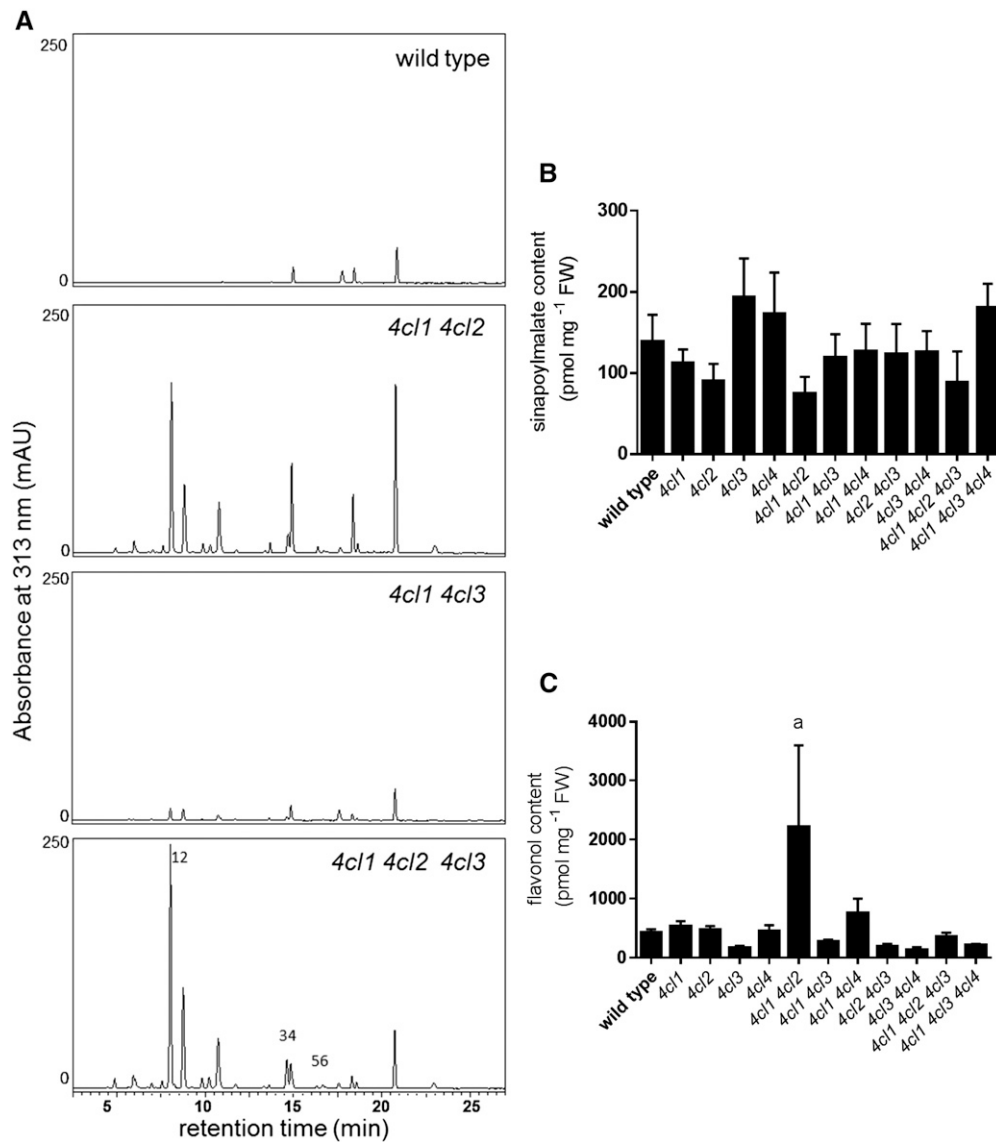 A
250
wild type
0
250
4cl1 4cl2
0
250
4cl1 4cl3
0
250
4cl1 4cl2 4cl3
12
34
56
0
5 10 15 20 25
retention time (min)
Absorbance at 313 nm (mAU)
B
300
200
100
0
sinapoylmalate content
(pmol mg -1 FW)
wild type
4cl1
4cl2
4cl3
4cl4
4cl1 4cl2
4cl1 4cl3
4cl1 4cl4
4cl2 4cl3
4cl3 4cl4
4cl1 4cl2 4cl3
4cl1 4cl3 4cl4
C
a
4000
3000
2000
1000
0
flavonol content
(pmol mg -1 FW)
wild type
4cl1
4cl2
4cl3
4cl4
4cl1 4cl2
4cl1 4cl3
4cl1 4cl4
4cl2 4cl3
4cl3 4cl4
4cl1 4cl2 4cl3
4cl1 4cl3 4cl4